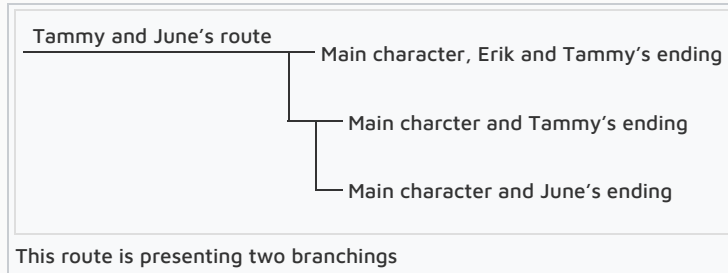 Tammy and June’s route
Main character, Erik and Tammy’s ending
Main charcter and Tammy’s ending
Main character and June’s ending
This route is presenting two branchings